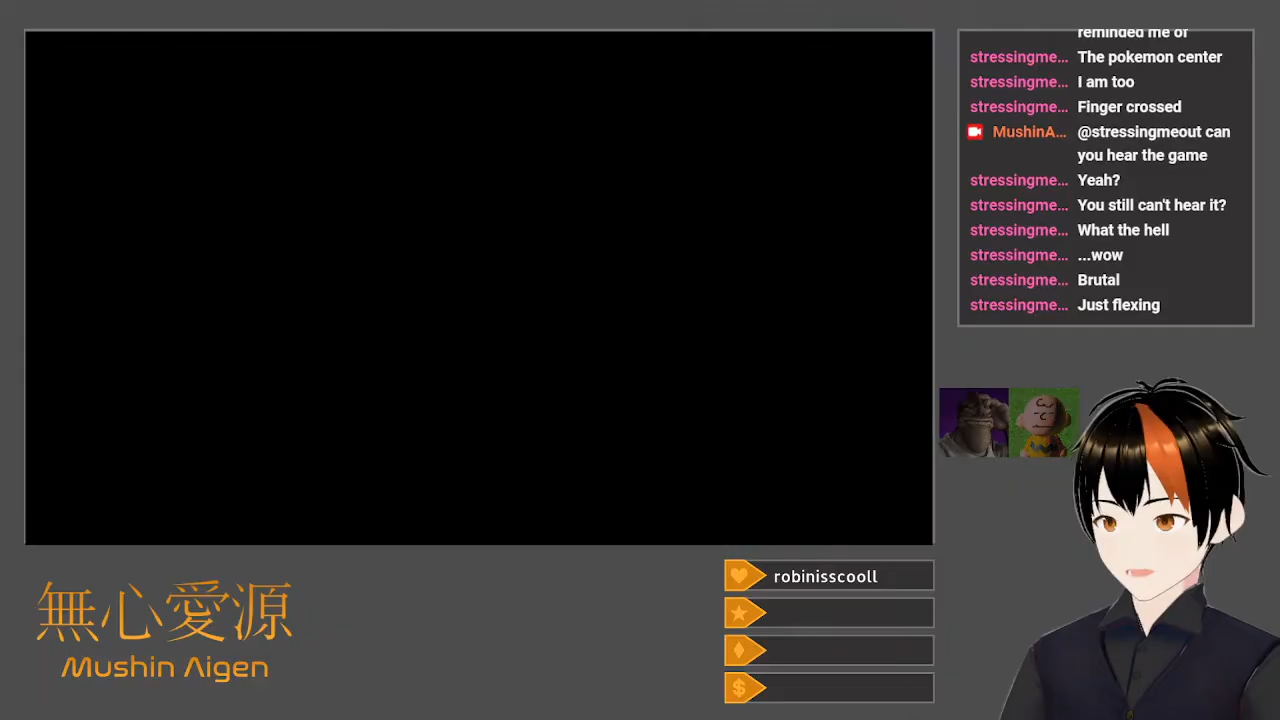 reminded me of
stressingme... The pokemon center
stressingme... I am too
stressingme... Finger crossed
MushinA... @stressingmeout can
you hear the game
stressingme... Yeah?
stressingme... You still can't hear it?
stressingme... What the hell
stressingme... ...wow
stressingme... Brutal
stressingme... Just flexing
無心愛源
Mushin Aigen
robinisscooll
$